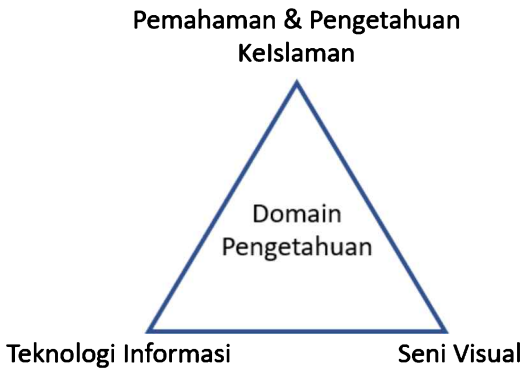 Pemahaman & Pengetahuan
KeIslaman
Domain
Pengetahuan
Teknologi Informasi
Seni Visual